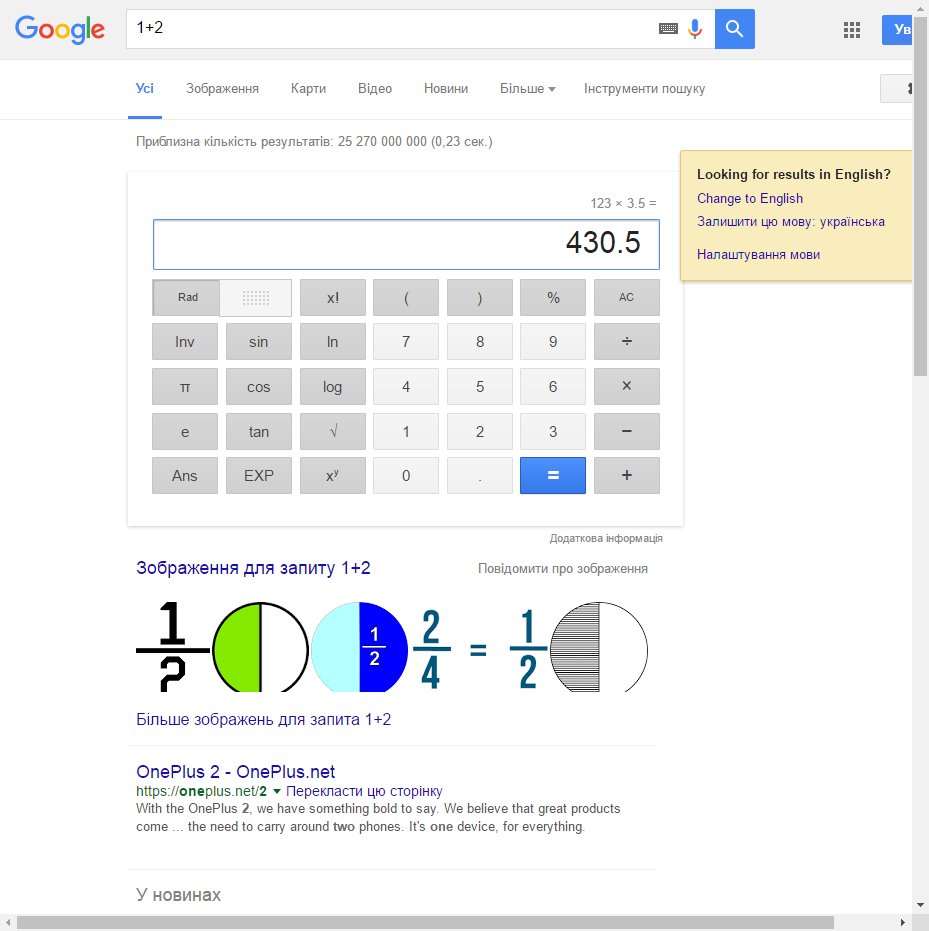 Google
1+2
Ув
Усі Зображення Карти Відео Новини Більше Інструменти пошуку
Приблизна кількість результатів: 25 270 000 000 (0,23 сек.)
Looking for results in English?
Change to English
Залишити цю мову: українська
Налаштування мови
123 × 3.5 =
430.5
Rad x! ( ) % AC
Inv sin ln 7 8 9 ÷
π cos log 4 5 6 ×
e tan √ 1 2 3 −
Ans EXP xʸ 0 . = +
Додаткова інформація
Зображення для запиту 1+2
Повідомити про зображення
1/2
1/2
2/4 = 1/2
Більше зображень для запита 1+2
OnePlus 2 - OnePlus.net
https://oneplus.net/2 Перекласти цю сторінку
With the OnePlus 2, we have something bold to say. We believe that great products
come ... the need to carry around two phones. It's one device, for everything.
У новинах